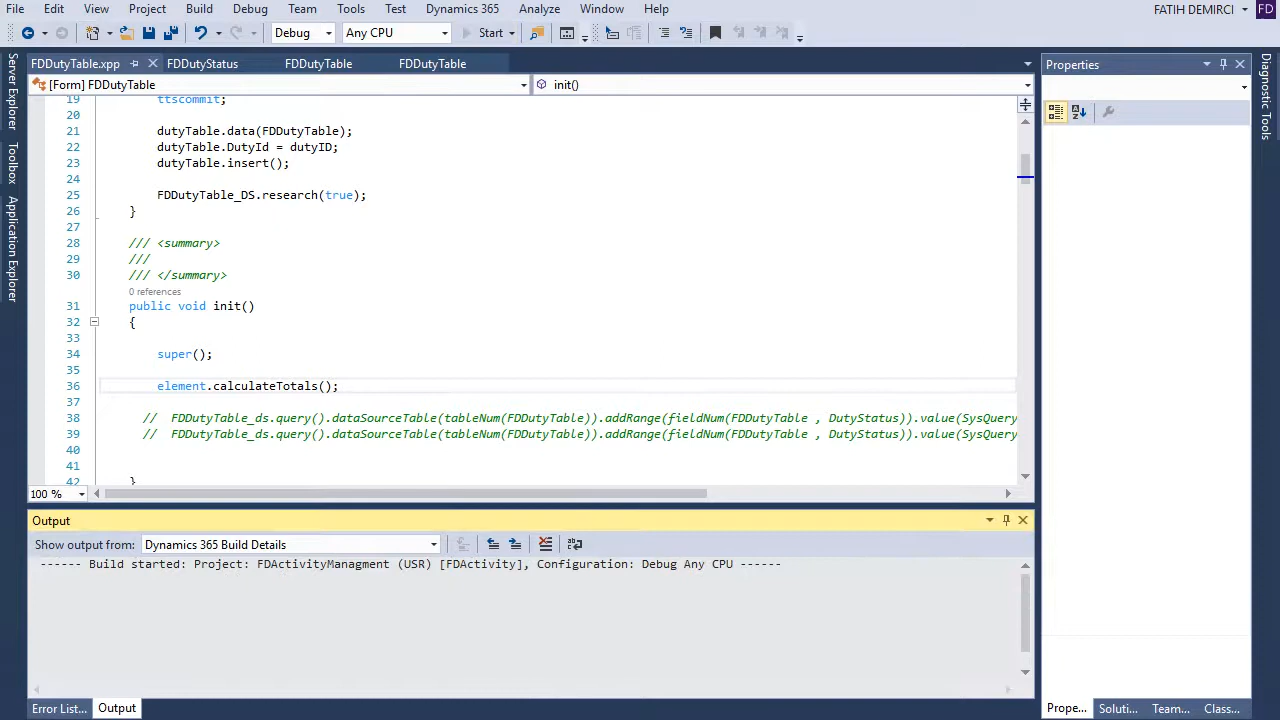 File Edit View Project Build Debug Team Tools Test Dynamics 365 Analyze Window Help FATIH DEMIRCI FD
Debug Any CPU Start
FDDutyTable.xpp FDDutyStatus FDDutyTable FDDutyTable
[Form] FDDutyTable init()
19 ttscommit;
20
21 dutyTable.data(FDDutyTable);
22 dutyTable.DutyId = dutyID;
23 dutyTable.insert();
24
25 FDDutyTable_DS.research(true);
26 }
27
28 /// <summary>
29 ///
30 /// </summary>
0 references
31 public void init()
32 {
33
34 super();
35
36 element.calculateTotals();
37
38 // FDDutyTable_ds.query().dataSourceTable(tableNum(FDDutyTable)).addRange(fieldNum(FDDutyTable , DutyStatus)).value(SysQuery
39 // FDDutyTable_ds.query().dataSourceTable(tableNum(FDDutyTable)).addRange(fieldNum(FDDutyTable , DutyStatus)).value(SysQuery
40
41
42 }
100 %
Output
Show output from: Dynamics 365 Build Details
------ Build started: Project: FDActivityManagment (USR) [FDActivity], Configuration: Debug Any CPU ------
Error List... Output
Server Explorer
Toolbox
Application Explorer
Properties
Prope... Soluti... Team... Class...
Diagnostic Tools